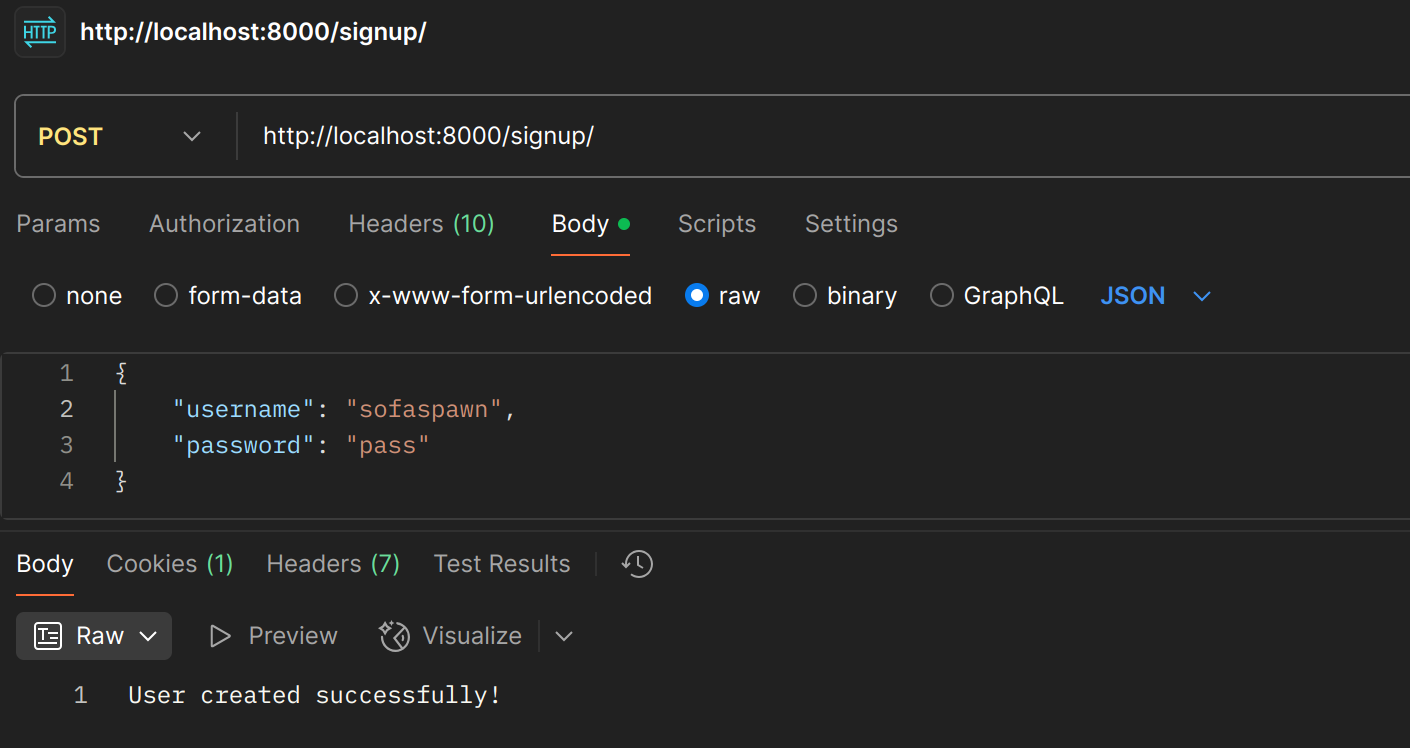 HTTP http://localhost:8000/signup/
POST http://localhost:8000/signup/
Params Authorization Headers (10) Body Scripts Settings
none form-data x-www-form-urlencoded raw binary GraphQL JSON
1 {
2 "username": "sofaspawn",
3 "password": "pass"
4 }
Body Cookies (1) Headers (7) Test Results
Raw Preview Visualize
1 User created successfully!